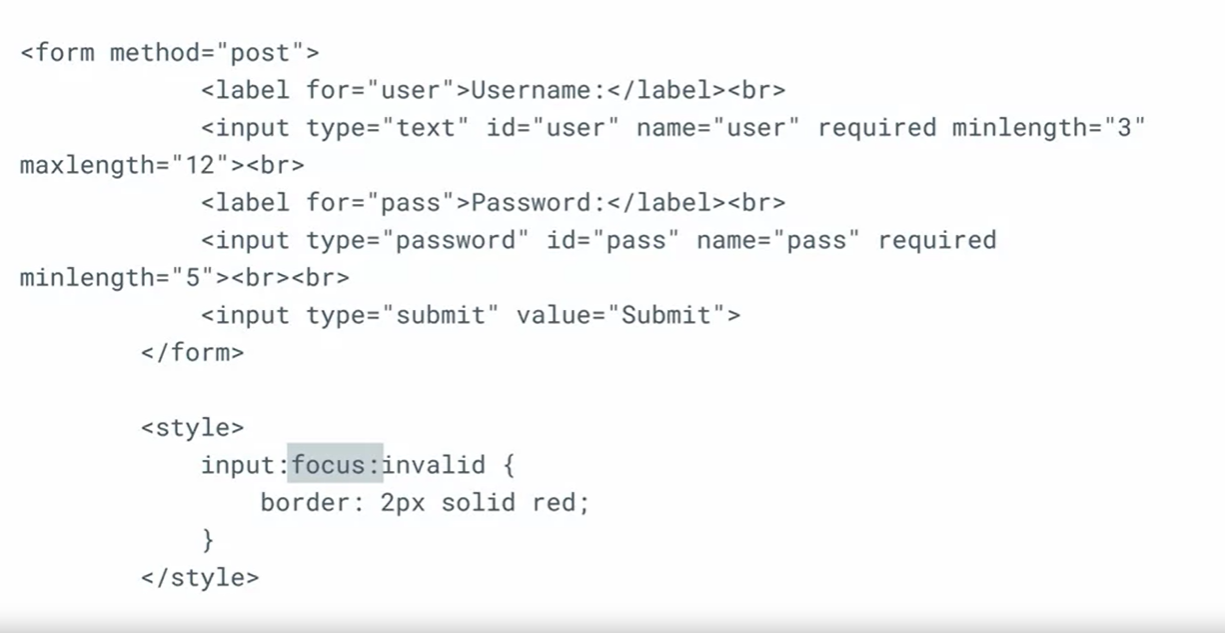 <form method="post">
<label for="user">Username:</label><br>
<input type="text" id="user" name="user" required minlength="3"
maxlength="12"><br>
<label for="pass">Password:</label><br>
<input type="password" id="pass" name="pass" required
minlength="5"><br><br>
<input type="submit" value="Submit">
</form>
<style>
input:focus:invalid {
border: 2px solid red;
}
</style>